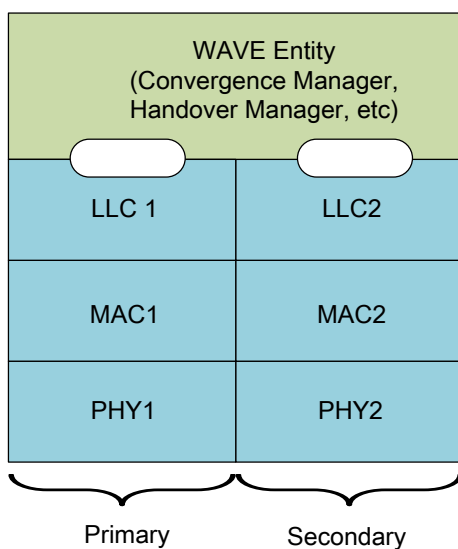 WAVE Entity
(Convergence Manager,
Handover Manager, etc)
LLC 1
LLC2
MAC1
MAC2
PHY1
PHY2
Primary
Secondary